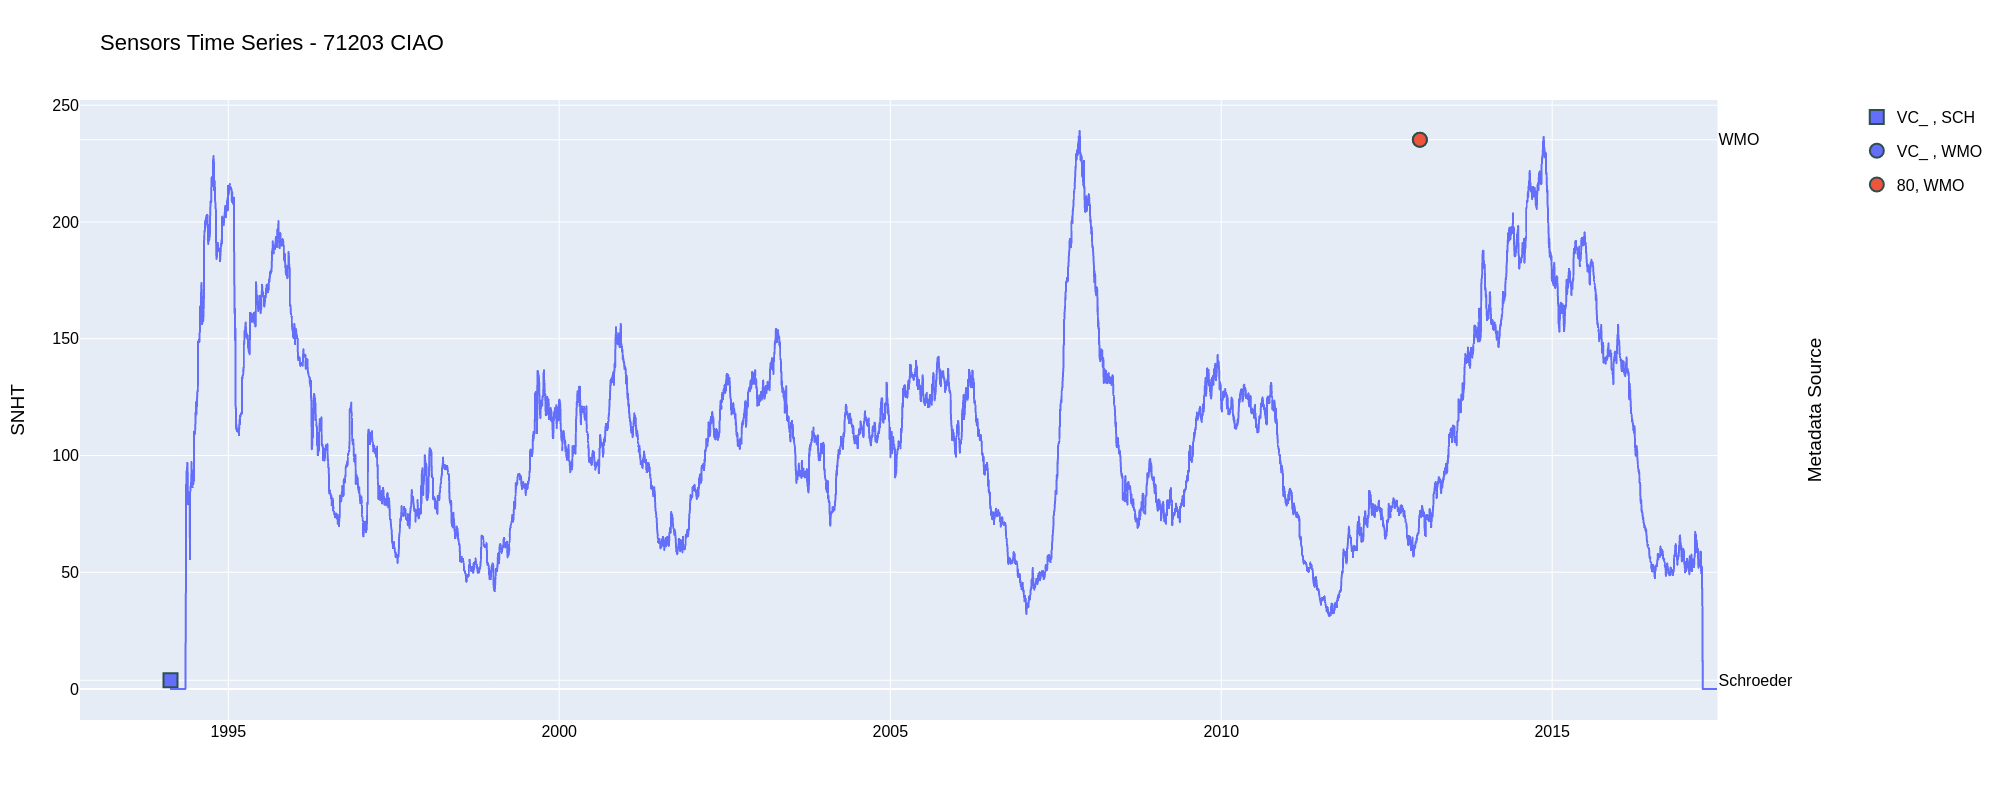 Sensors Time Series - 71203 CIAO
250
200
150
100
50
0
SNHT
1995
2000
2005
2010
2015
WMO
Schroeder
Metadata Source
VC_ , SCH
VC_ , WMO
80, WMO